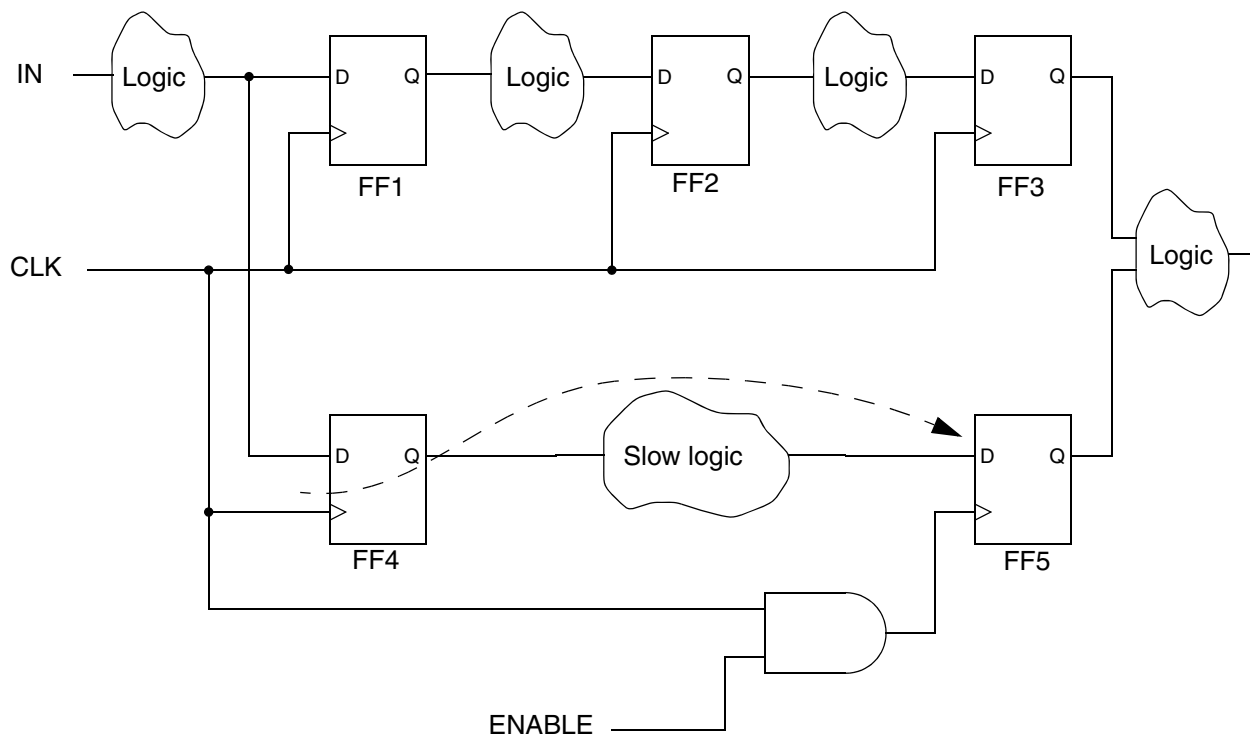 IN
Logic
D
Q
Logic
D
Q
Logic
D
Q
FF1
FF2
FF3
CLK
Logic
D
Q
Slow logic
D
Q
FF4
FF5
ENABLE